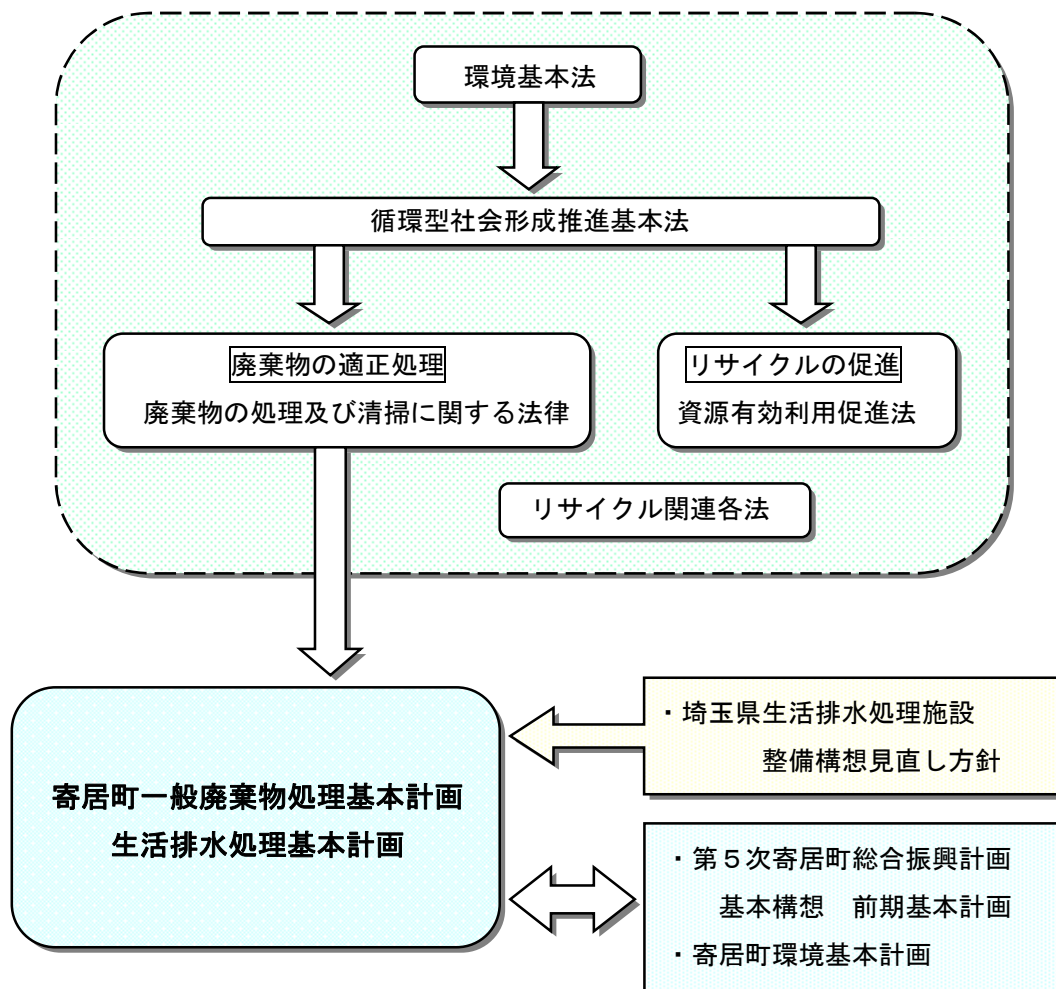 環境基本法
循環型社会形成推進基本法
廃棄物の適正処理
廃棄物の処理及び清掃に関する法律
リサイクルの促進
資源有効利用促進法
リサイクル関連各法
寄居町一般廃棄物処理基本計画
生活排水処理基本計画
・埼玉県生活排水処理施設
整備構想見直し方針
・第５次寄居町総合振興計画
基本構想　前期基本計画
・寄居町環境基本計画